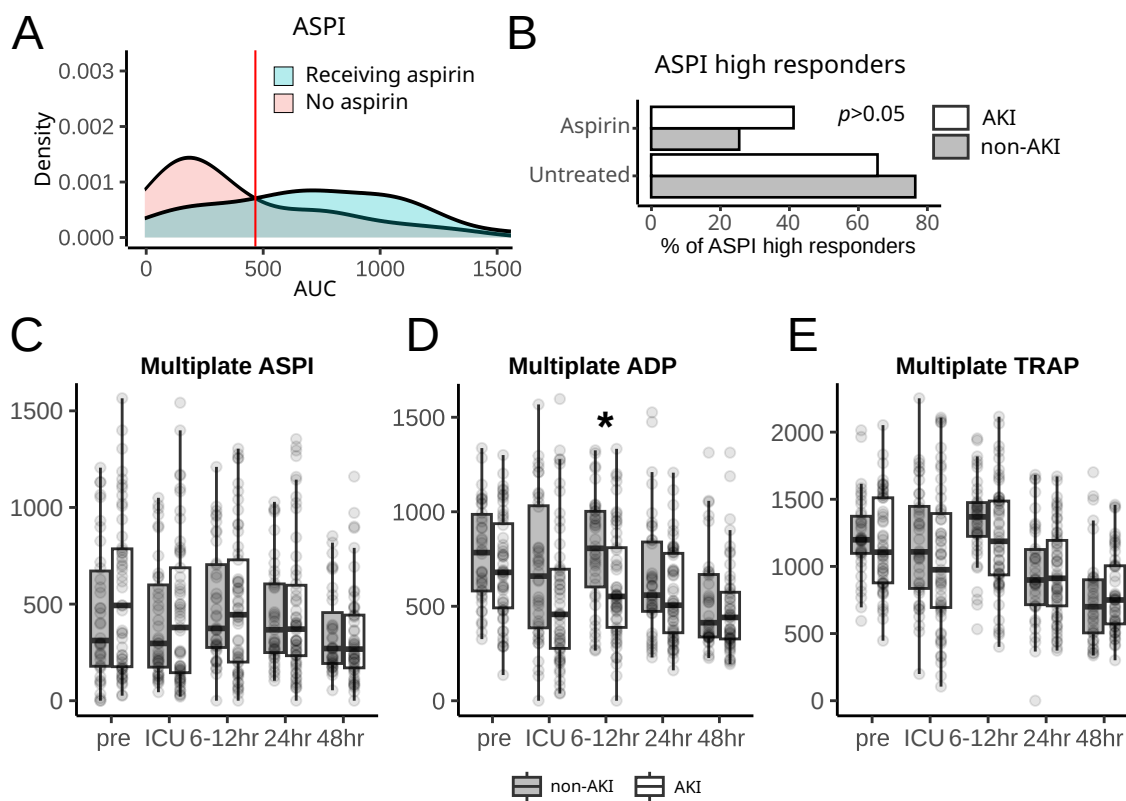 A
ASPI
Density
0.003
0.002
0.001
0.000
Receiving aspirin
No aspirin
0 500 1000 1500
AUC
B
ASPI high responders
Aspirin
Untreated
p>0.05
AKI
non-AKI
0 20 40 60 80
% of ASPI high responders
C
Multiplate ASPI
1500
1000
500
0
pre ICU 6-12hr 24hr 48hr
D
Multiplate ADP
1500
1000
500
0
*
pre ICU 6-12hr 24hr 48hr
E
Multiplate TRAP
2000
1500
1000
500
0
pre ICU 6-12hr 24hr 48hr
non-AKI AKI